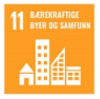 11 BÆREKRAFTIGE
BYER OG SAMFUNN